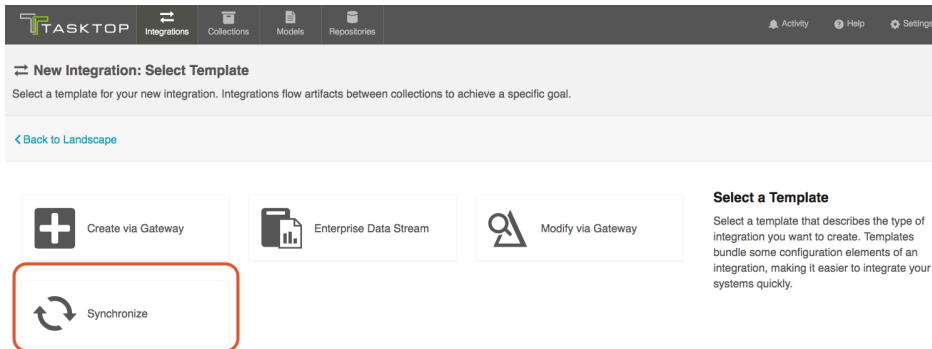 TASKTOP
Integrations
Collections
Models
Repositories
Activity
Help
Settings
New Integration: Select Template
Select a template for your new integration. Integrations flow artifacts between collections to achieve a specific goal.
Back to Landscape
Create via Gateway
Enterprise Data Stream
Modify via Gateway
Synchronize
Select a Template
Select a template that describes the type of
integration you want to create. Templates
bundle some configuration elements of an
integration, making it easier to integrate your
systems quickly.